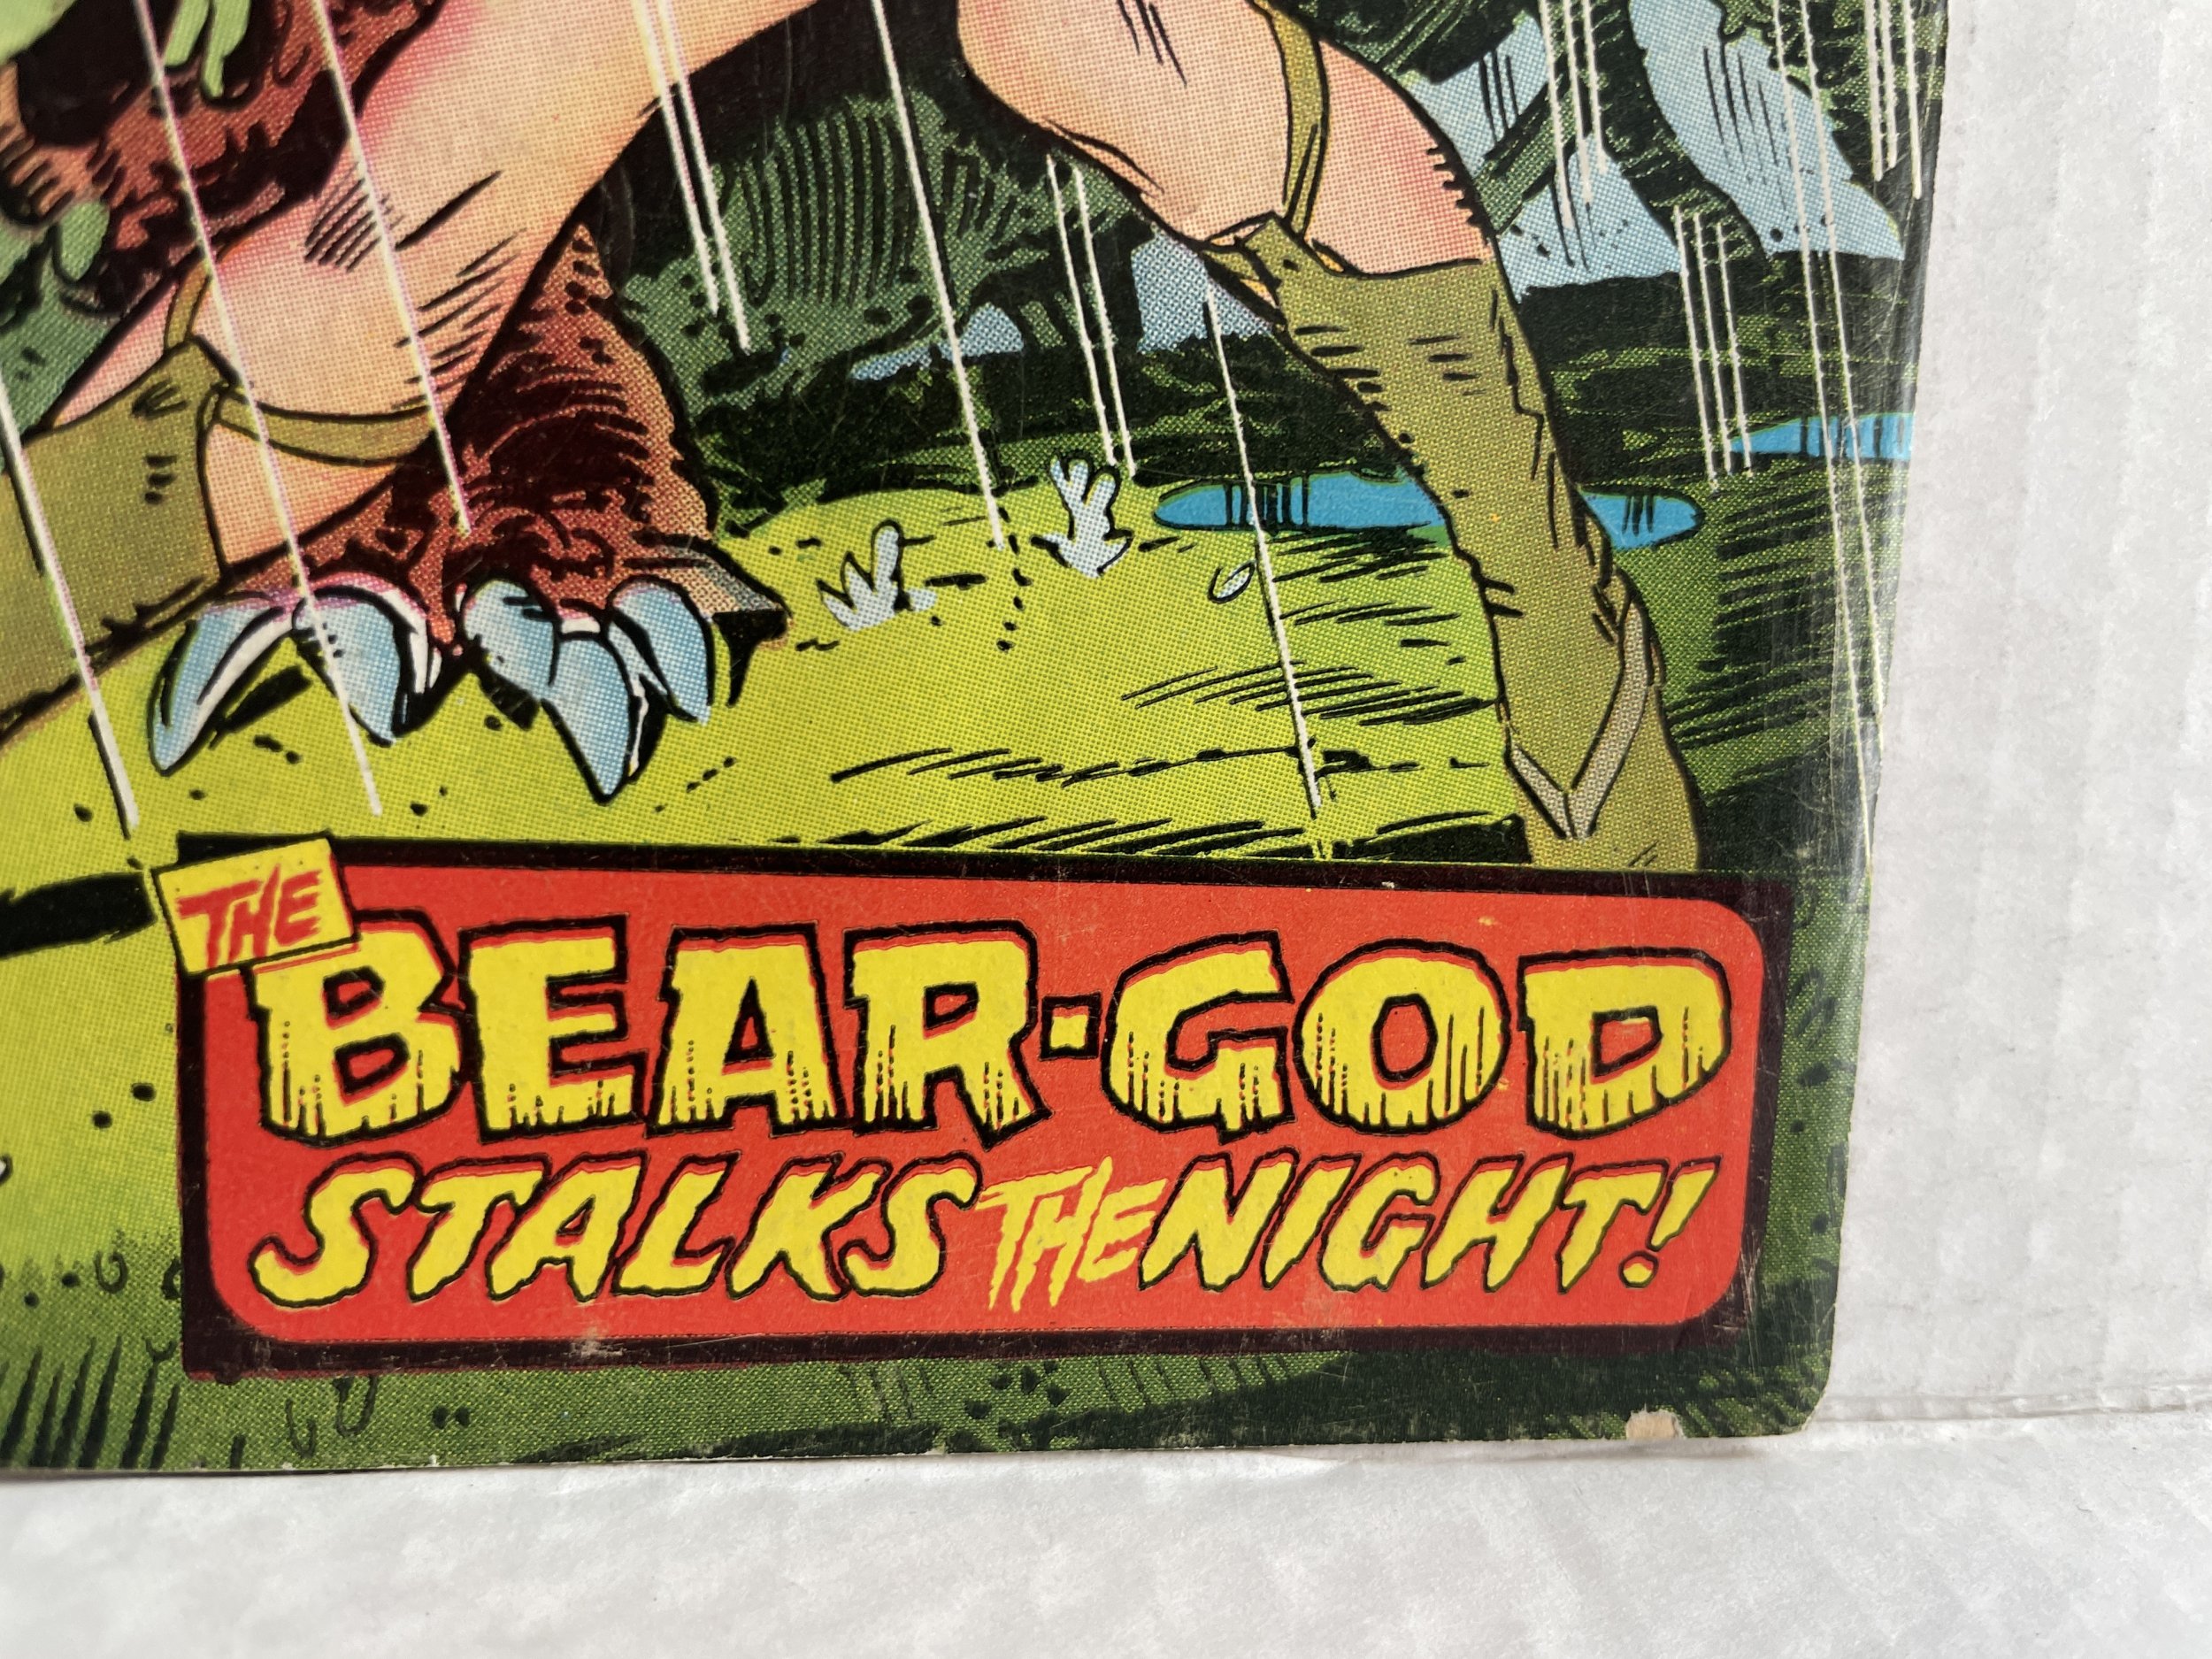 THE
BEAR-GOD
STALKS THE NIGHT!